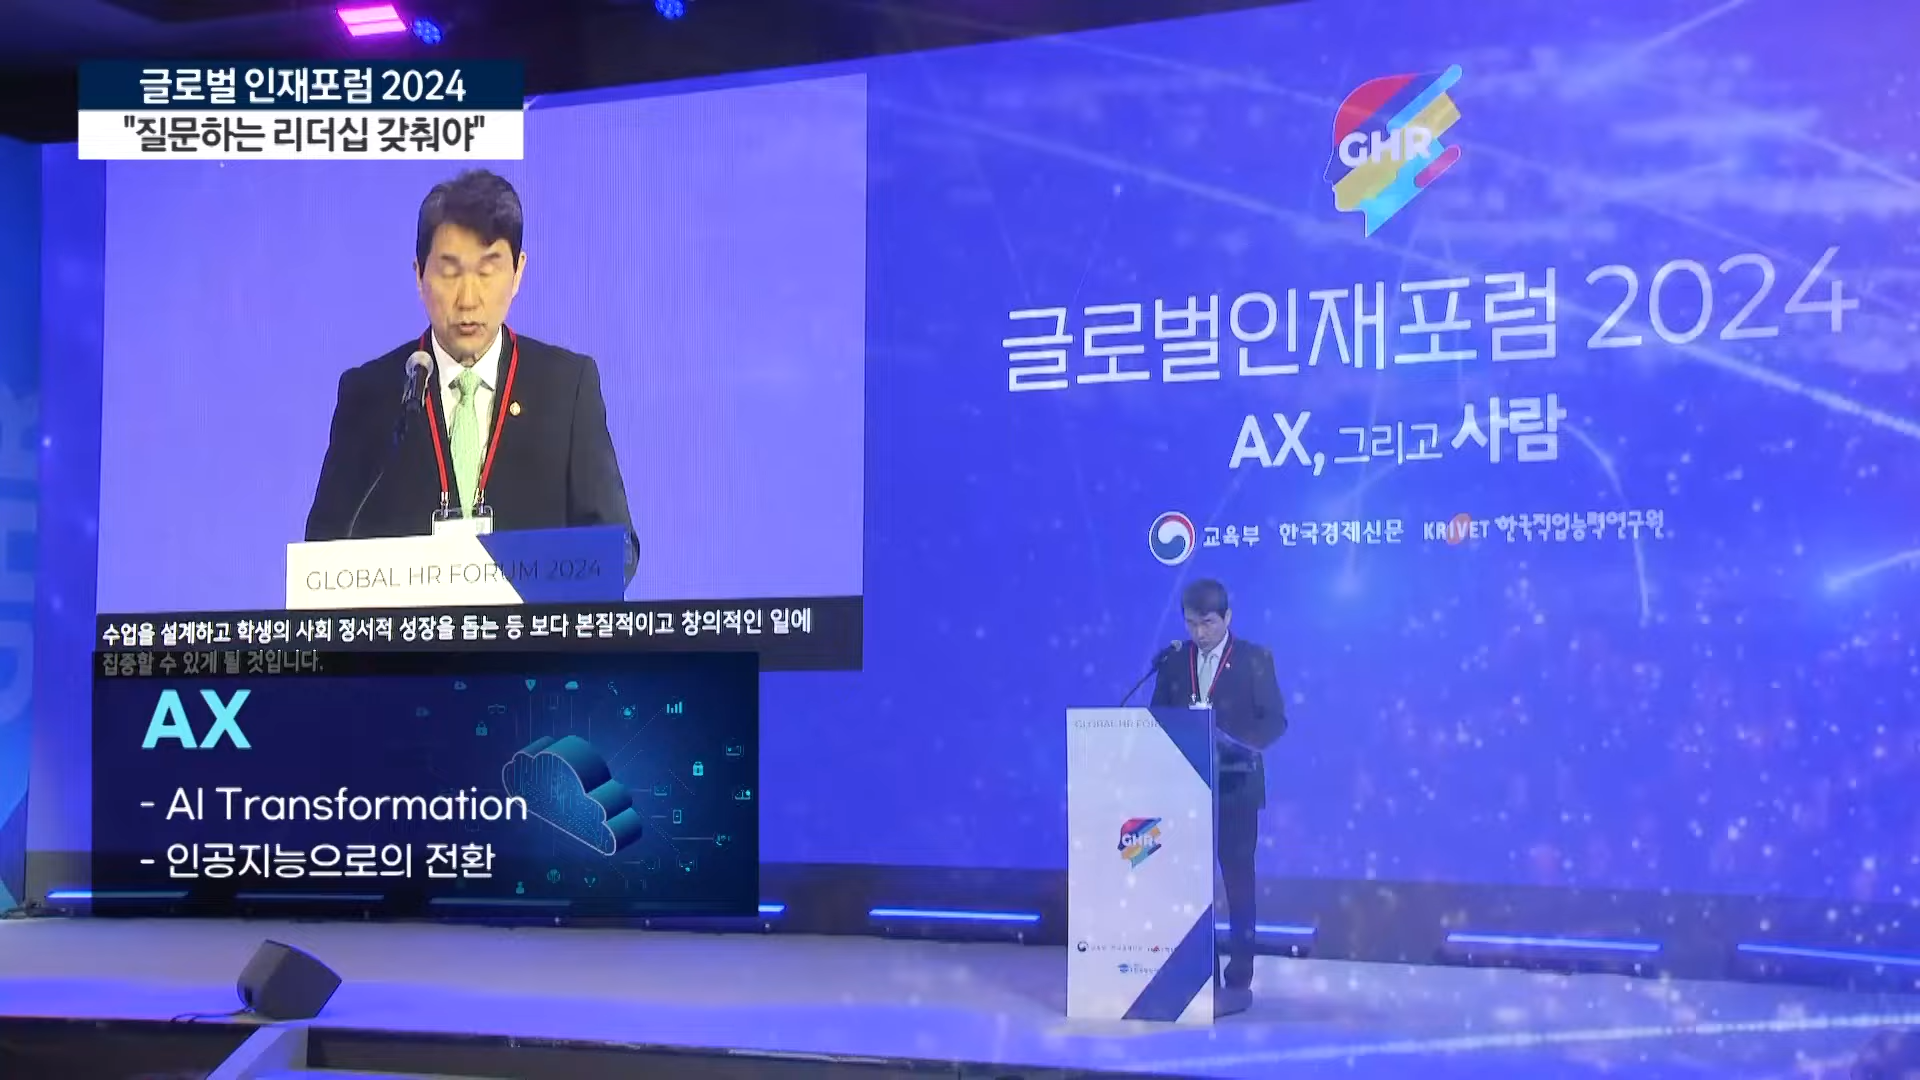 글로벌 인재포럼 2024
"질문하는 리더십 갖춰야"
GHR
글로벌인재포럼 2024
AX, 그리고 사람
교육부 한국경제신문 KRIVET 한국직업능력연구원
GLOBAL HR FORUM 2024
수업을 설계하고 학생의 사회 정서적 성장을 돕는 등 보다 본질적이고 창의적인 일에
집중할 수 있게 될 것입니다.
AX
- AI Transformation
- 인공지능으로의 전환
GLOBAL HR FOR
GHR